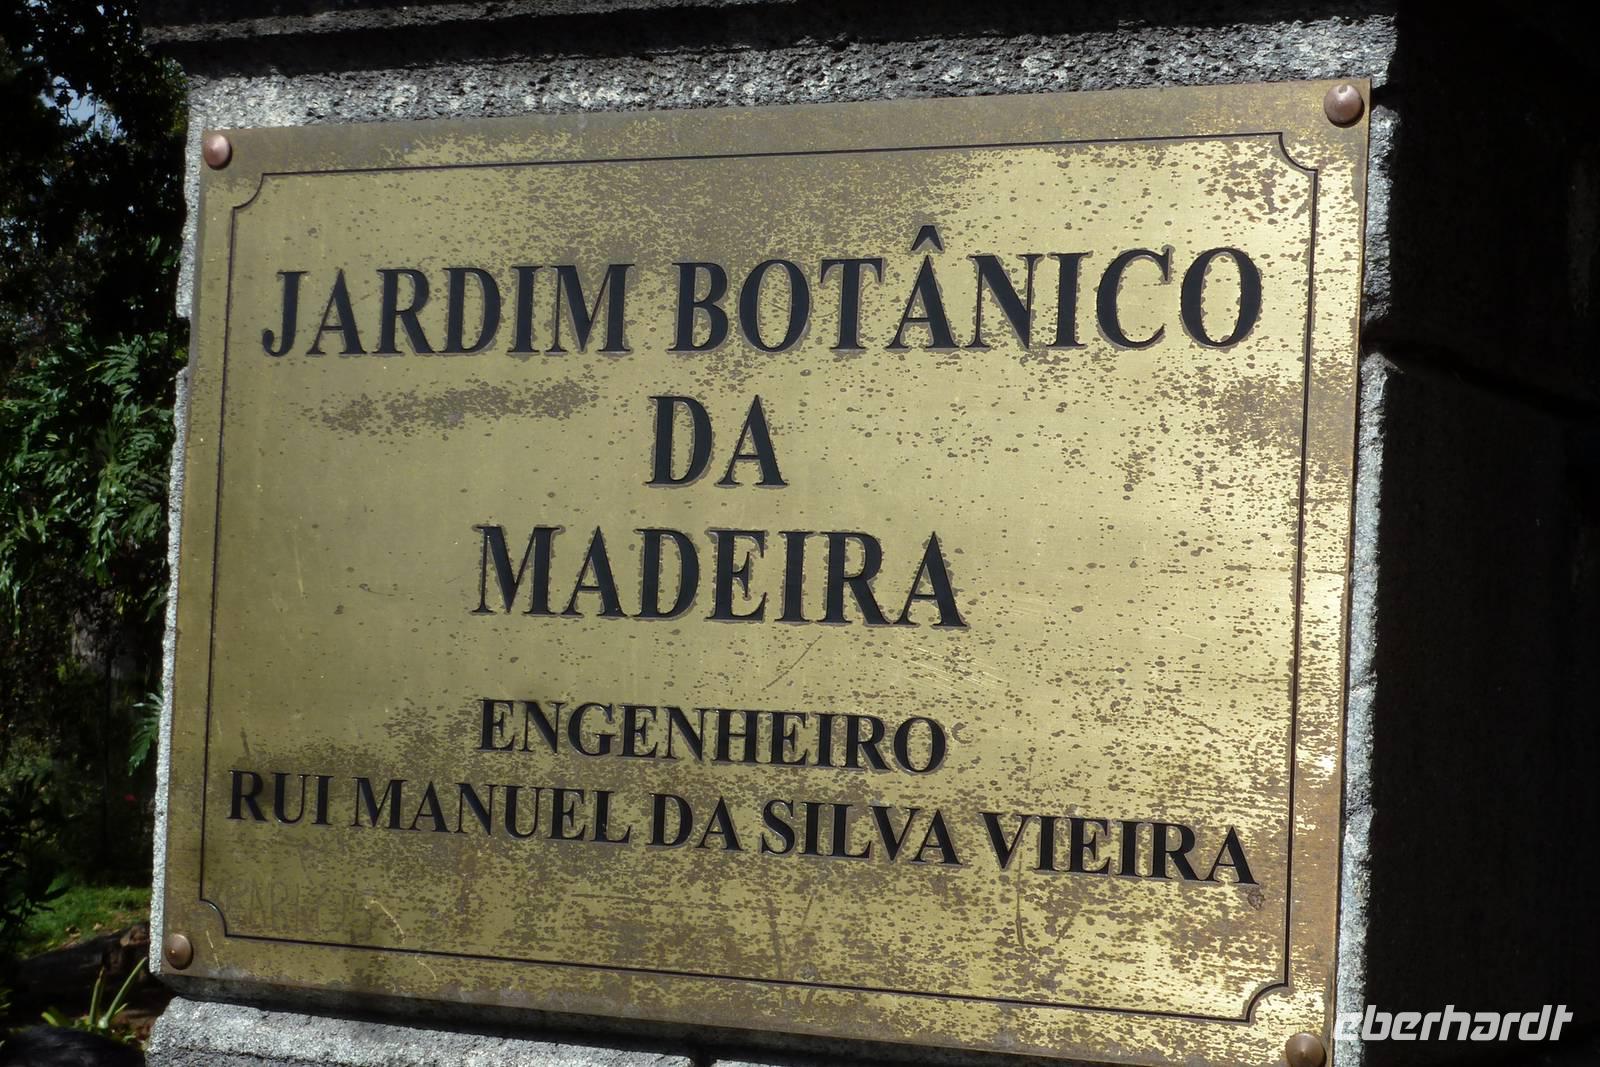 JARDIM BOTÂNICO
DA
MADEIRA
ENGENHEIRO
RUI MANUEL DA SILVA VIEIRA
eberhardt